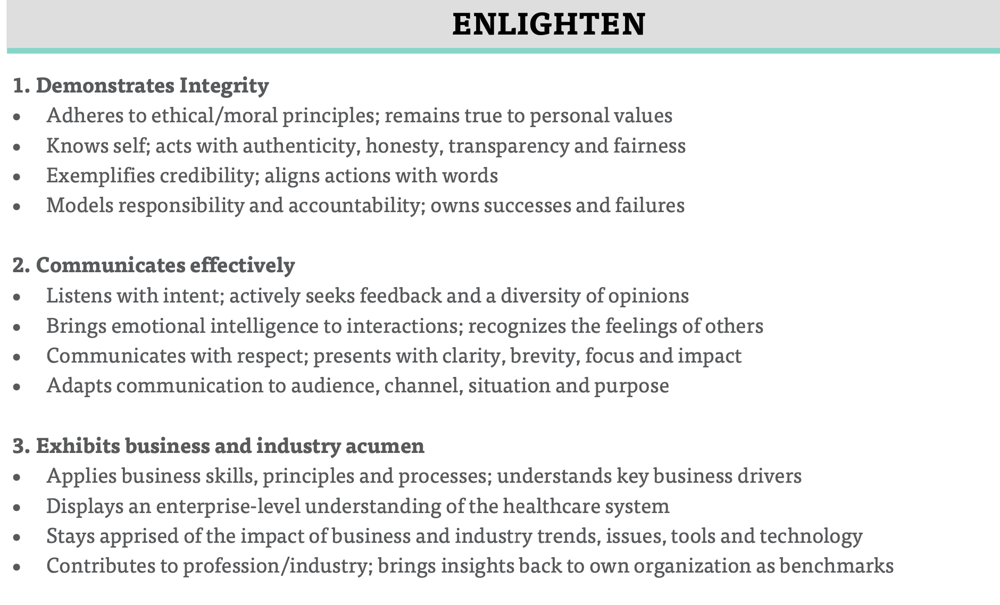 ENLIGHTEN
1. Demonstrates Integrity
• Adheres to ethical/moral principles; remains true to personal values
• Knows self; acts with authenticity, honesty, transparency and fairness
• Exemplifies credibility; aligns actions with words
• Models responsibility and accountability; owns successes and failures
2. Communicates effectively
• Listens with intent; actively seeks feedback and a diversity of opinions
• Brings emotional intelligence to interactions; recognizes the feelings of others
• Communicates with respect; presents with clarity, brevity, focus and impact
• Adapts communication to audience, channel, situation and purpose
3. Exhibits business and industry acumen
• Applies business skills, principles and processes; understands key business drivers
• Displays an enterprise-level understanding of the healthcare system
• Stays apprised of the impact of business and industry trends, issues, tools and technology
• Contributes to profession/industry; brings insights back to own organization as benchmarks